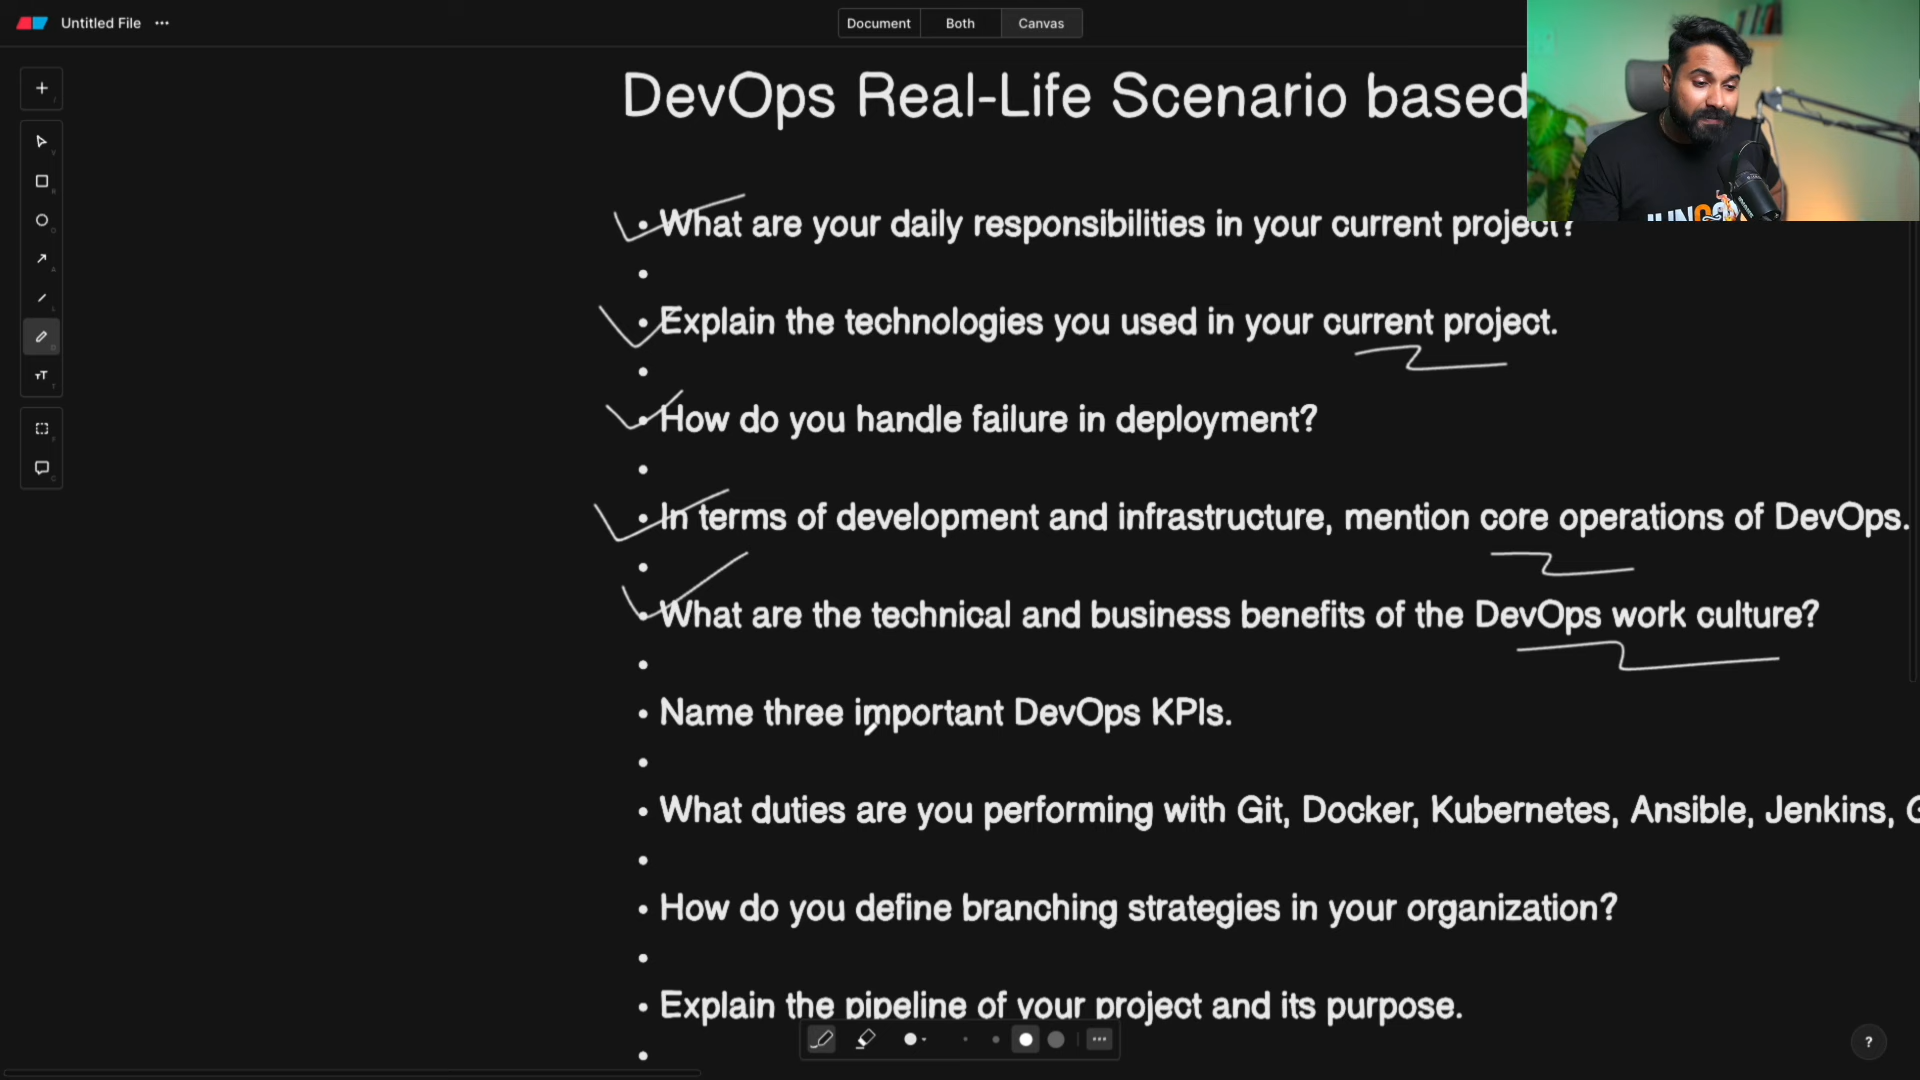 Untitled File
Document Both Canvas
DevOps Real-Life Scenario based
• What are your daily responsibilities in your current project?
•
• Explain the technologies you used in your current project.
•
• How do you handle failure in deployment?
•
• In terms of development and infrastructure, mention core operations of DevOps.
•
• What are the technical and business benefits of the DevOps work culture?
•
• Name three important DevOps KPIs.
•
• What duties are you performing with Git, Docker, Kubernetes, Ansible, Jenkins,
•
• How do you define branching strategies in your organization?
•
• Explain the pipeline of your project and its purpose.
•
?